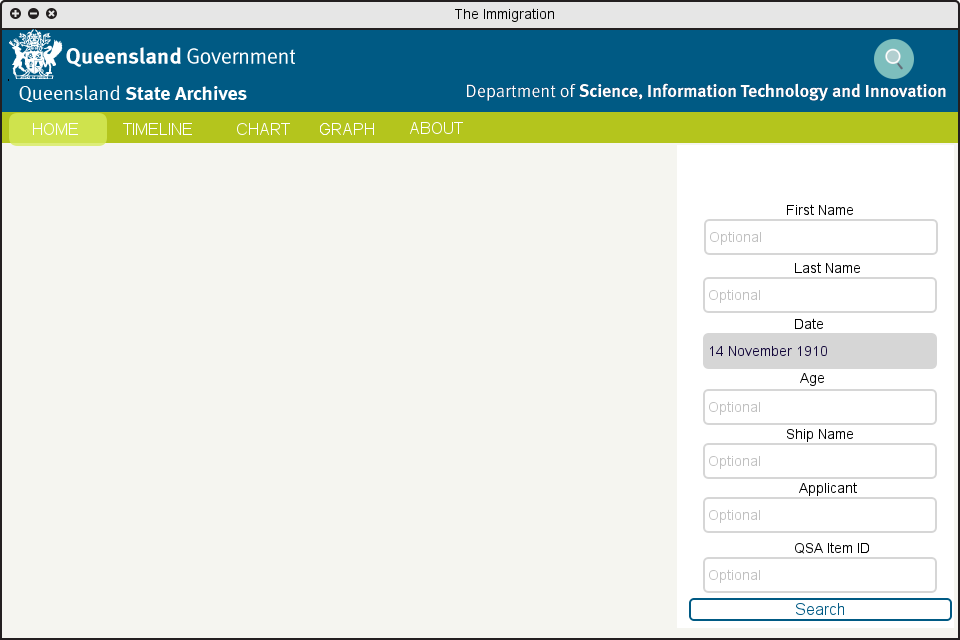 The Immigration
Queensland Government
Queensland State Archives
Department of Science, Information Technology and Innovation
HOME TIMELINE CHART GRAPH ABOUT
First Name
Optional
Last Name
Optional
Date
14 November 1910
Age
Optional
Ship Name
Optional
Applicant
Optional
QSA Item ID
Optional
Search